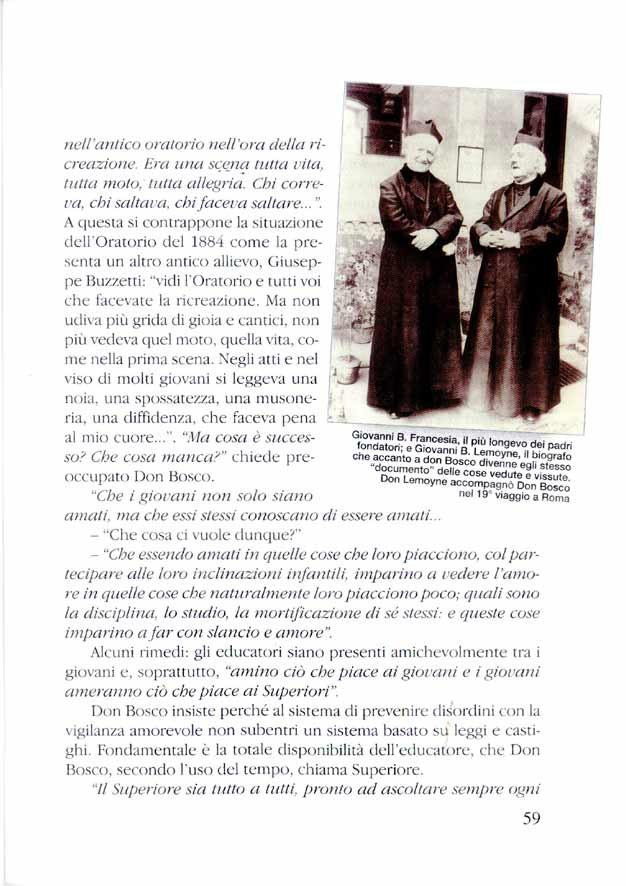 nell'antico oratorio nell'ora della ri-
creazione. Era una scena tutta vita,
tutta moto, tutta allegria. Chi corre-
va, chi saltava, chi faceva saltare...".
A questa si contrappone la situazione
dell'Oratorio del 1884 come la pre-
senta un altro antico allievo, Giusep-
pe Buzzetti: "vidi l'Oratorio e tutti voi
che facevate la ricreazione. Ma non
udiva più grida di gioia e cantici, non
più vedeva quel moto, quella vita, co-
me nella prima scena. Negli atti e nel
viso di molti giovani si leggeva una
noia, una spossatezza, una musone-
ria, una diffidenza, che faceva pena
al mio cuore...". "Ma cosa è succes-
so? Che cosa manca?" chiede pre-
occupato Don Bosco.
"Che i giovani non solo siano
amati, ma che essi stessi conoscano di essere amati...
– "Che cosa ci vuole dunque?"
– "Che essendo amati in quelle cose che loro piacciono, col par-
tecipare alle loro inclinazioni infantili, imparino a vedere l'amo-
re in quelle cose che naturalmente loro piacciono poco; quali sono
la disciplina, lo studio, la mortificazione di sé stessi: e queste cose
imparino a far con slancio e amore".
Alcuni rimedi: gli educatori siano presenti amichevolmente tra i
giovani e, soprattutto, "amino ciò che piace ai giovani e i giovani
ameranno ciò che piace ai Superiori".
Don Bosco insiste perché al sistema di prevenire disordini con la
vigilanza amorevole non subentri un sistema basato su leggi e casti-
ghi. Fondamentale è la totale disponibilità dell'educatore, che Don
Bosco, secondo l'uso del tempo, chiama Superiore.
"Il Superiore sia tutto a tutti, pronto ad ascoltare sempre ogni
Giovanni B. Francesia, il più longevo dei padri
fondatori; e Giovanni B. Lemoyne, il biografo
che accanto a don Bosco divenne egli stesso
"documento" delle cose vedute e vissute.
Don Lemoyne accompagnò Don Bosco
nel 19° viaggio a Roma
59